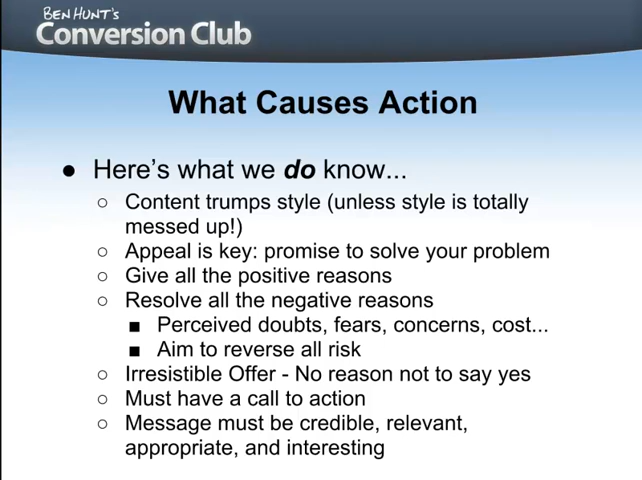 BEN HUNT'S
Conversion Club
What Causes Action
● Here's what we do know...
○ Content trumps style (unless style is totally
messed up!)
○ Appeal is key: promise to solve your problem
○ Give all the positive reasons
○ Resolve all the negative reasons
■ Perceived doubts, fears, concerns, cost...
■ Aim to reverse all risk
○ Irresistible Offer - No reason not to say yes
○ Must have a call to action
○ Message must be credible, relevant,
appropriate, and interesting